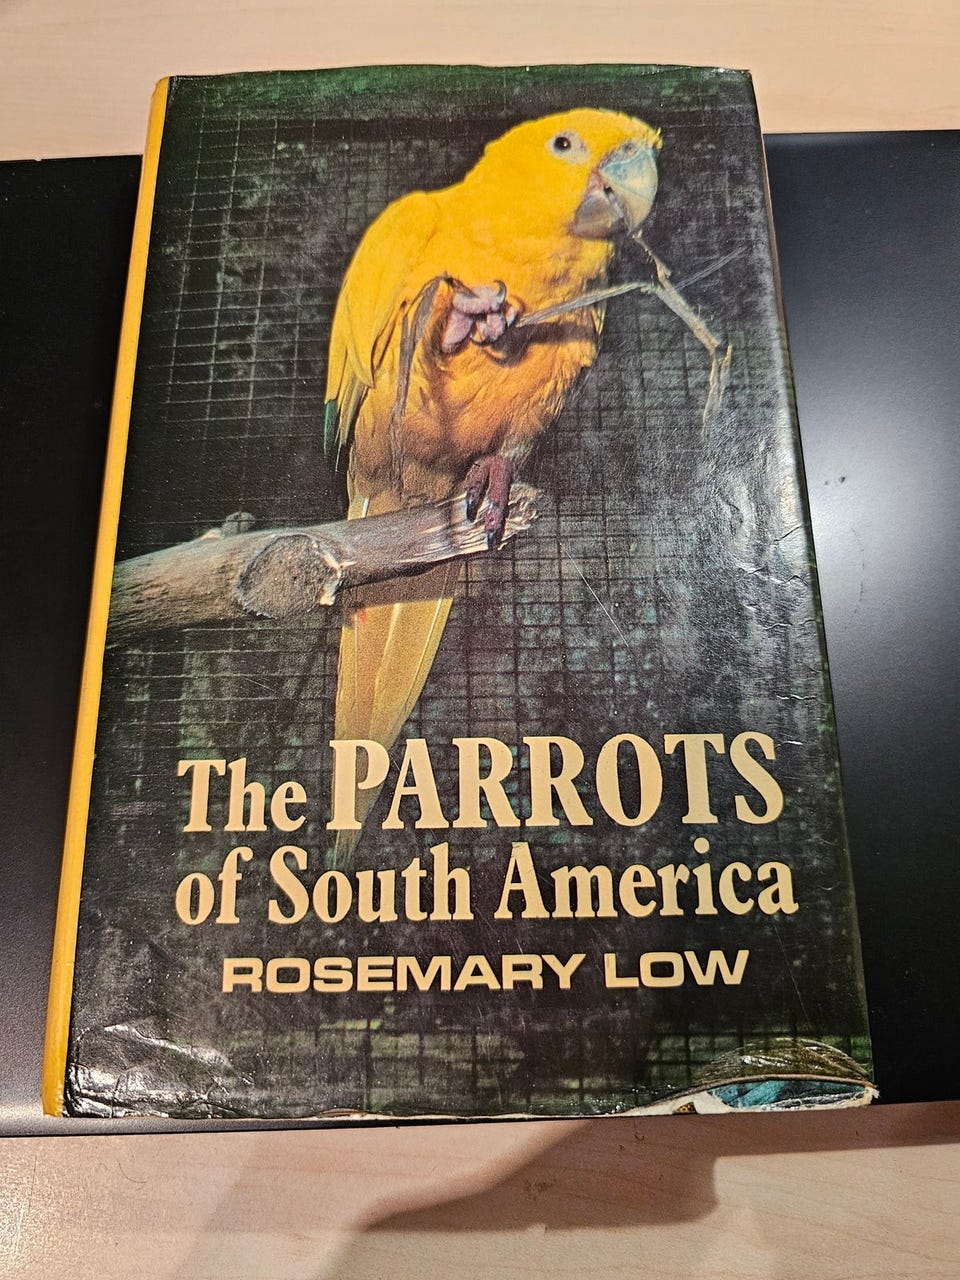 The PARROTS
of South America
ROSEMARY LOW